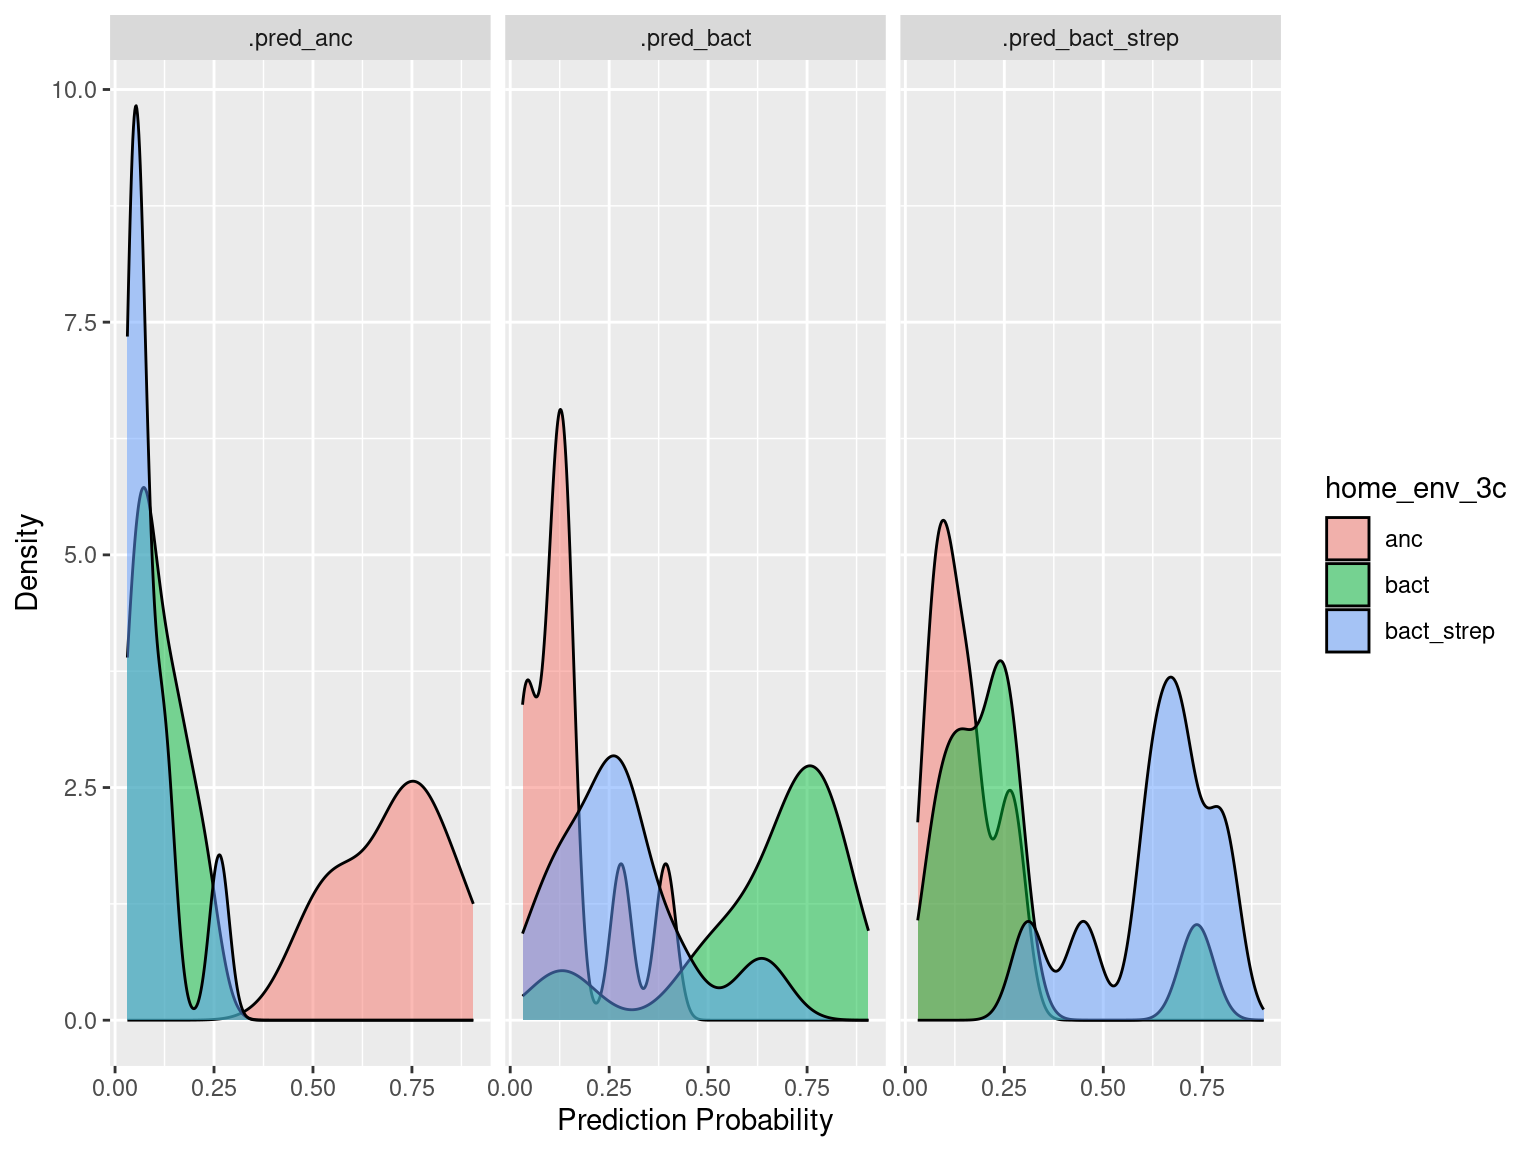 .pred_anc
.pred_bact
.pred_bact_strep
10.0
7.5
5.0
2.5
0.0
Density
0.00 0.25 0.50 0.75
0.00 0.25 0.50 0.75
0.00 0.25 0.50 0.75
Prediction Probability
home_env_3c
anc
bact
bact_strep